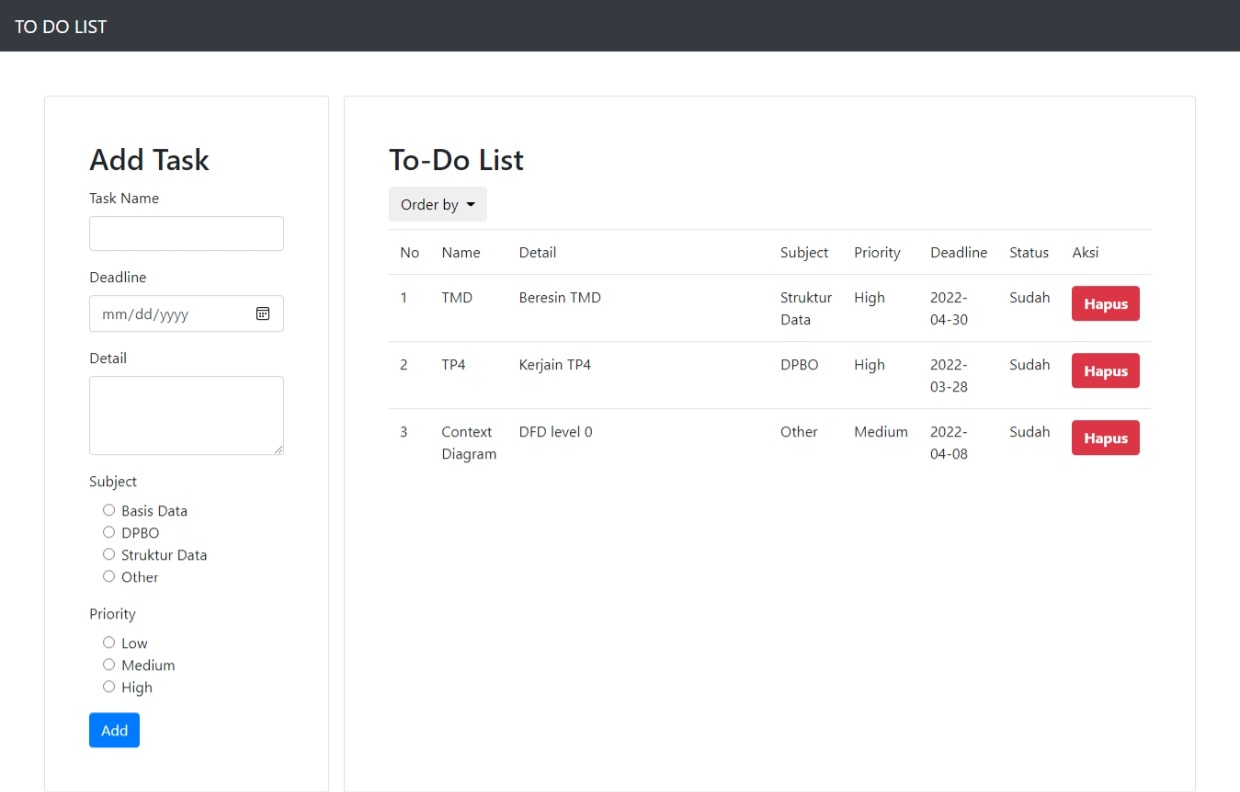 TO DO LIST
Add Task
Task Name
Deadline
mm/dd/yyyy
Detail
Subject
Basis Data
DPBO
Struktur Data
Other
Priority
Low
Medium
High
Add
To-Do List
Order by
No Name Detail Subject Priority Deadline Status Aksi
1 TMD Beresin TMD Struktur High 2022- Sudah Hapus
Data 04-30
2 TP4 Kerjain TP4 DPBO High 2022- Sudah Hapus
03-28
3 Context DFD level 0 Other Medium 2022- Sudah Hapus
Diagram 04-08